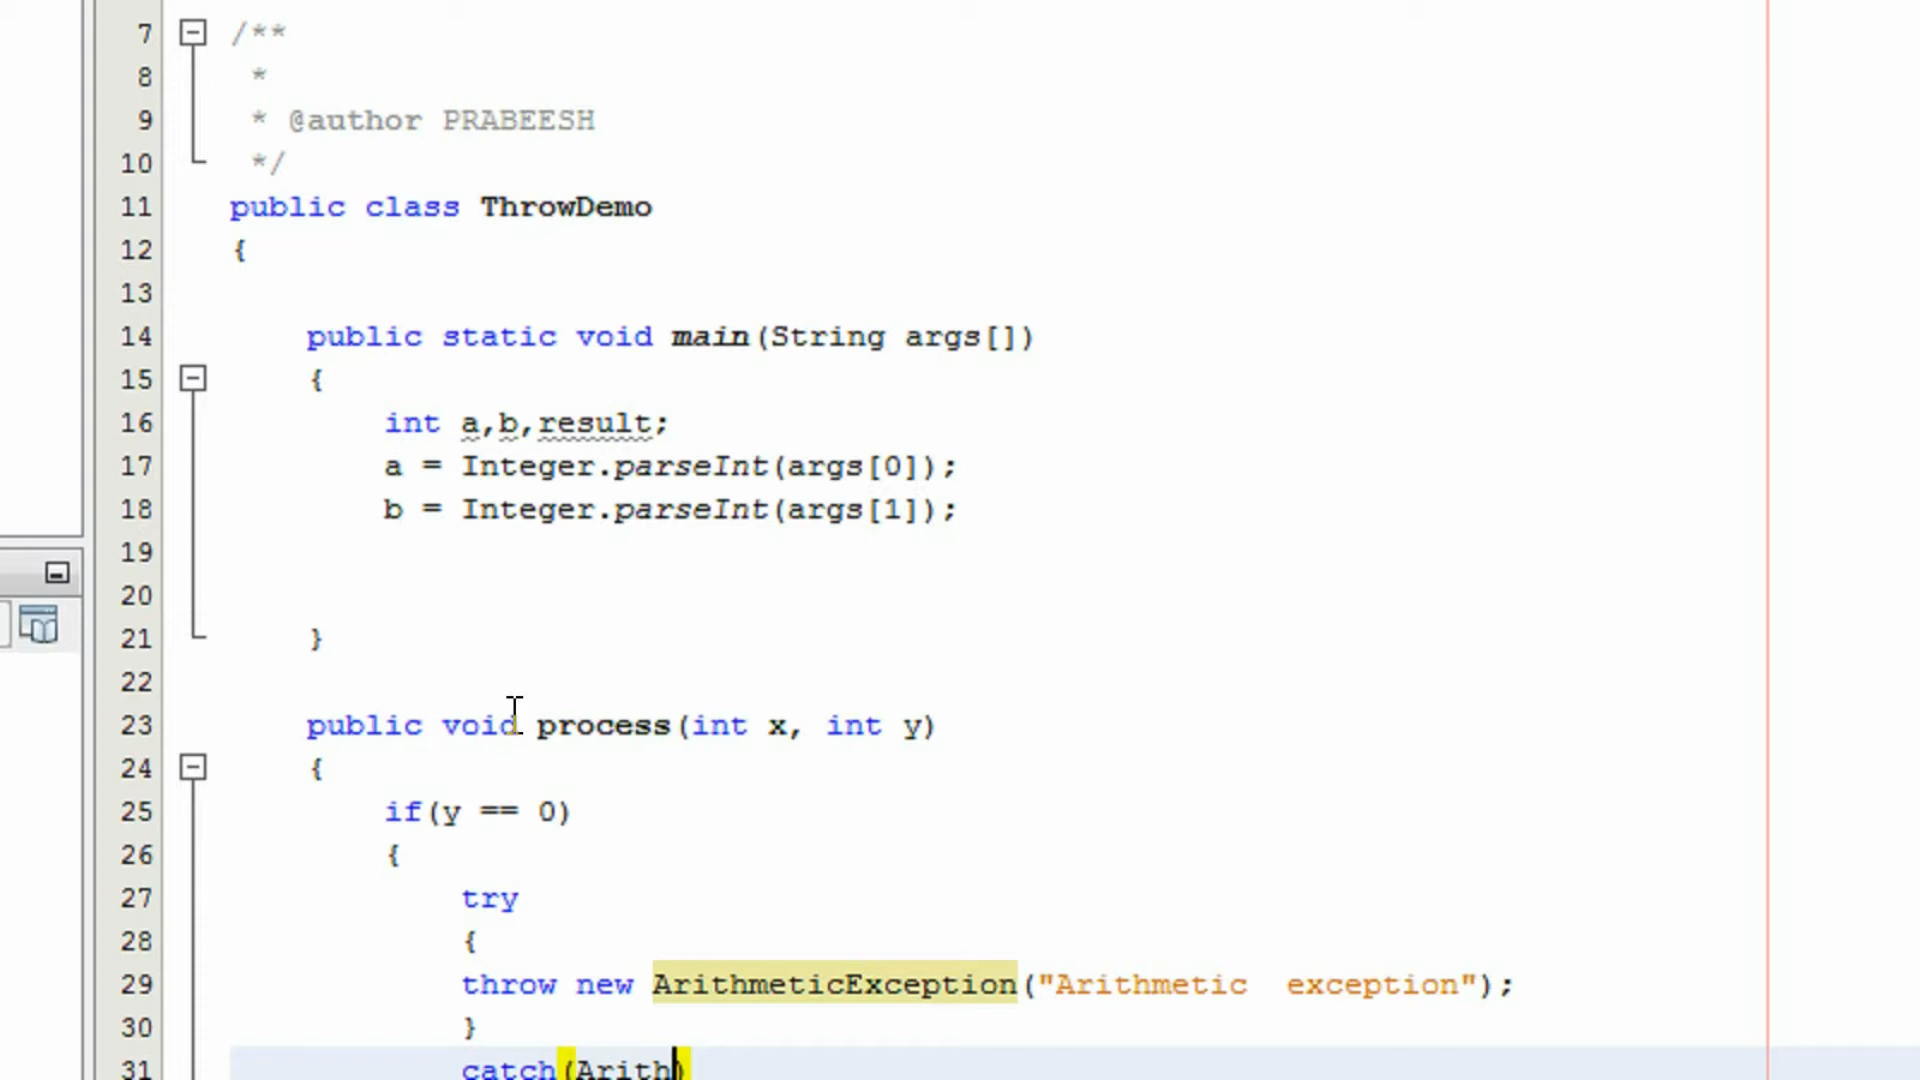 7 /**
8 *
9 * @author PRABEESH
10 */
11 public class ThrowDemo
12 {
13
14 public static void main(String args[])
15 {
16 int a,b,result;
17 a = Integer.parseInt(args[0]);
18 b = Integer.parseInt(args[1]);
19
20
21 }
22
23 public void process(int x, int y)
24 {
25 if(y == 0)
26 {
27 try
28 {
29 throw new ArithmeticException("Arithmetic  exception");
30 }
31 catch(Arith)